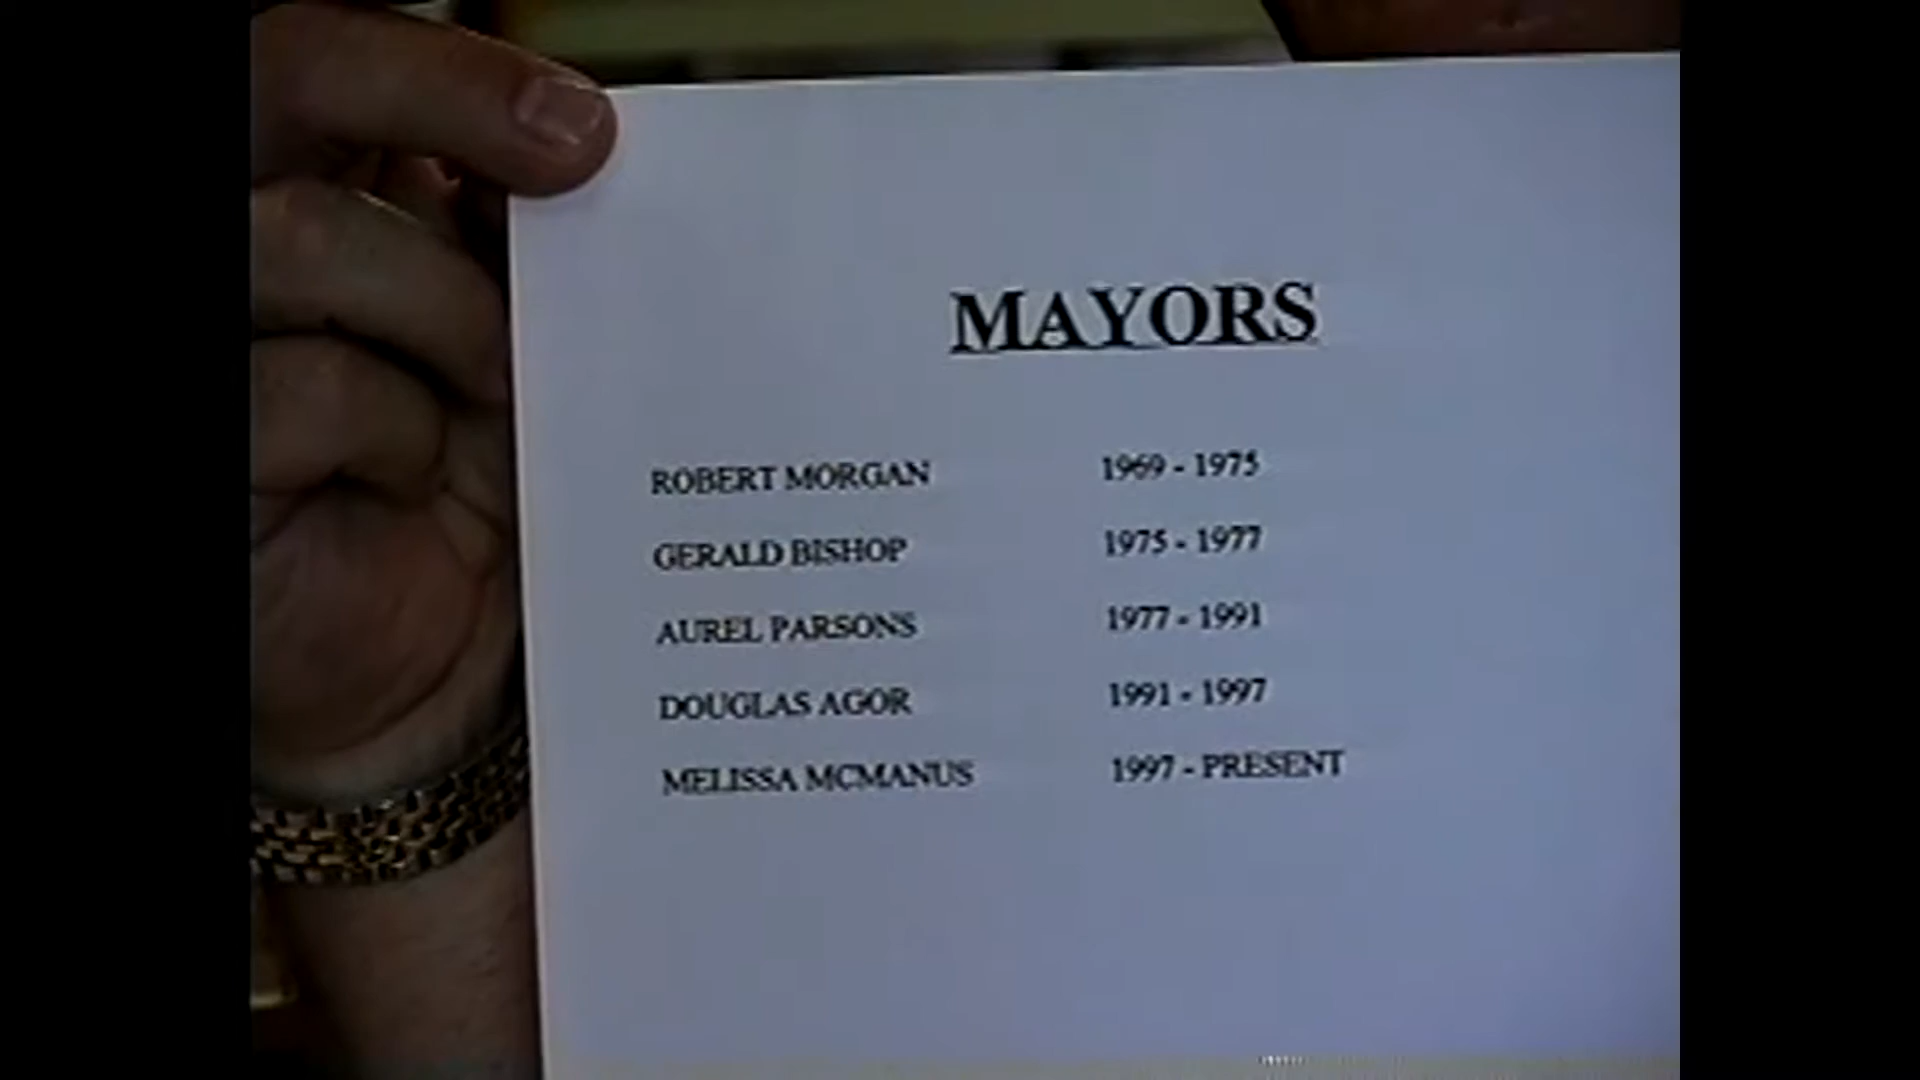 MAYORS
ROBERT MORGAN 1969 - 1975
GERALD BISHOP 1975 - 1977
AUREL PARSONS 1977 - 1991
DOUGLAS AGOR 1991 - 1997
MELISSA MCMANUS 1997 - PRESENT